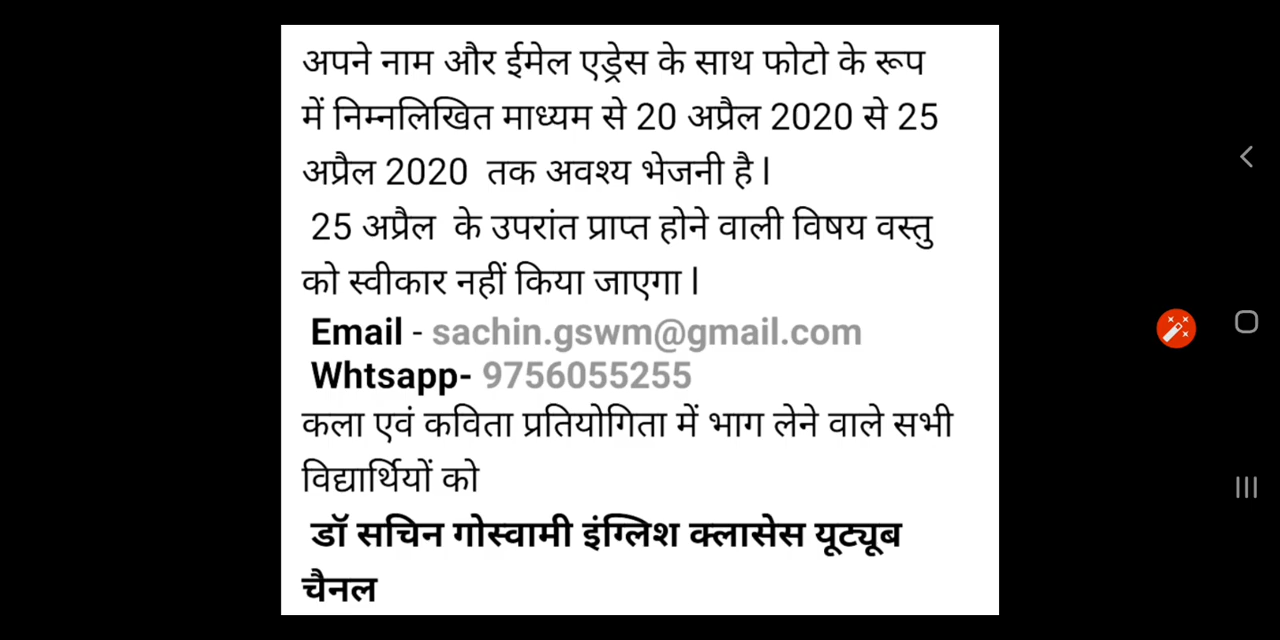 अपने नाम और ईमेल एड्रेस के साथ फोटो के रूप
में निम्नलिखित माध्यम से 20 अप्रैल 2020 से 25
अप्रैल 2020 तक अवश्य भेजनी है l
25 अप्रैल के उपरांत प्राप्त होने वाली विषय वस्तु
को स्वीकार नहीं किया जाएगा l
Email - sachin.gswm@gmail.com
Whtsapp- 9756055255
कला एवं कविता प्रतियोगिता में भाग लेने वाले सभी
विद्यार्थियों को
डॉ सचिन गोस्वामी इंग्लिश क्लासेस यूट्यूब
चैनल